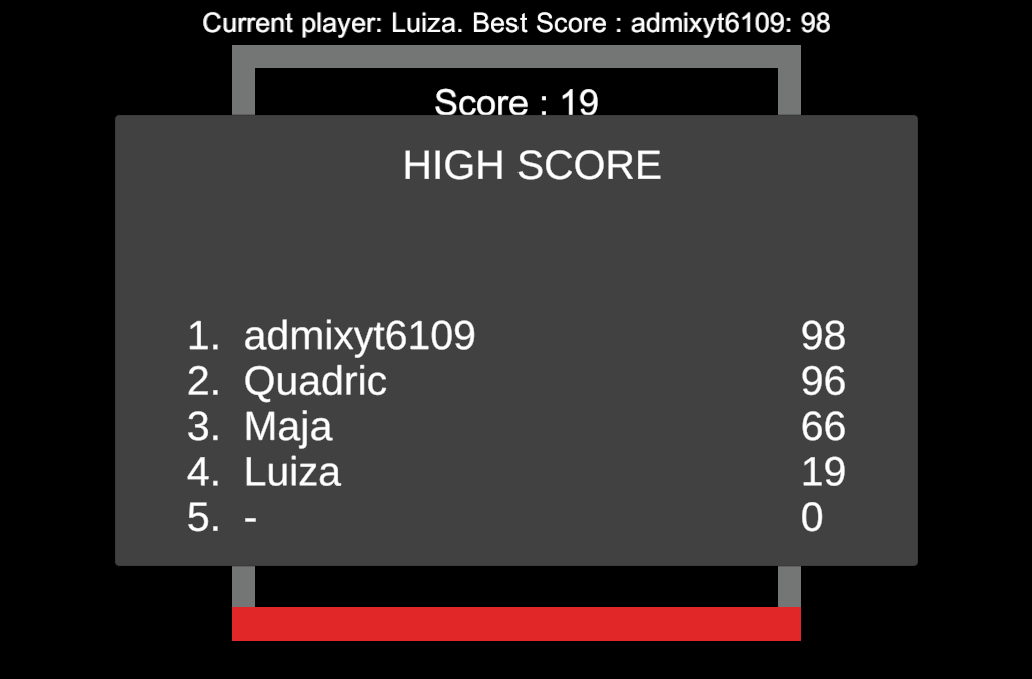 Current player: Luiza. Best Score : admixyt6109: 98
Score : 19
HIGH SCORE
1. admixyt6109 98
2. Quadric 96
3. Maja 66
4. Luiza 19
5. - 0